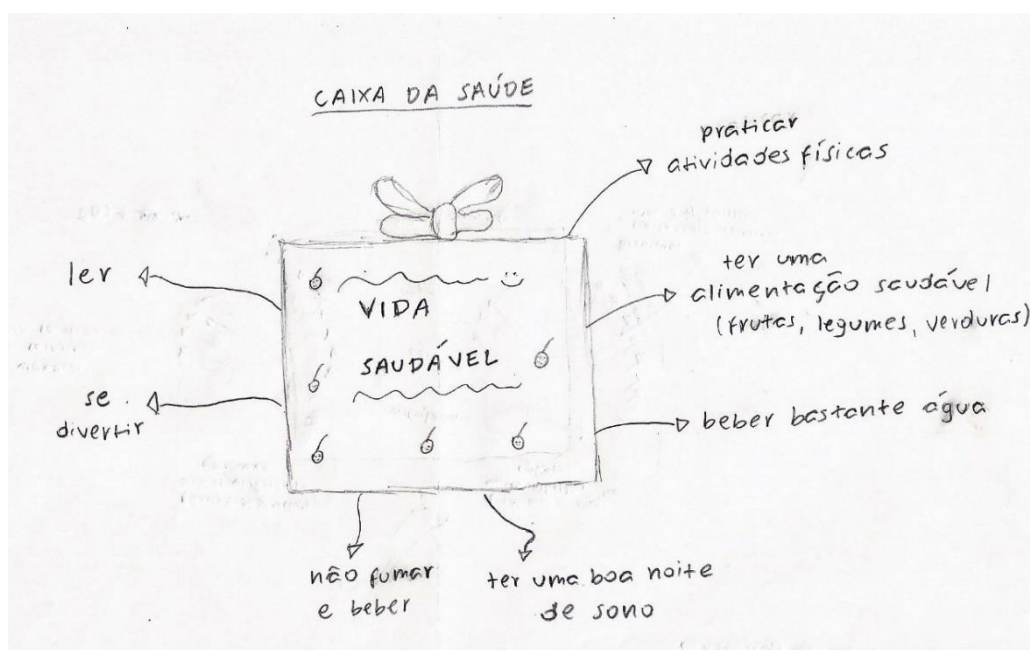 CAIXA DA SAÚDE
praticar
atividades físicas
ler
VIDA
SAUDÁVEL
ter uma
alimentação saudável
(frutas, legumes, verduras)
se
divertir
beber bastante água
não fumar
e beber
ter uma boa noite
de sono